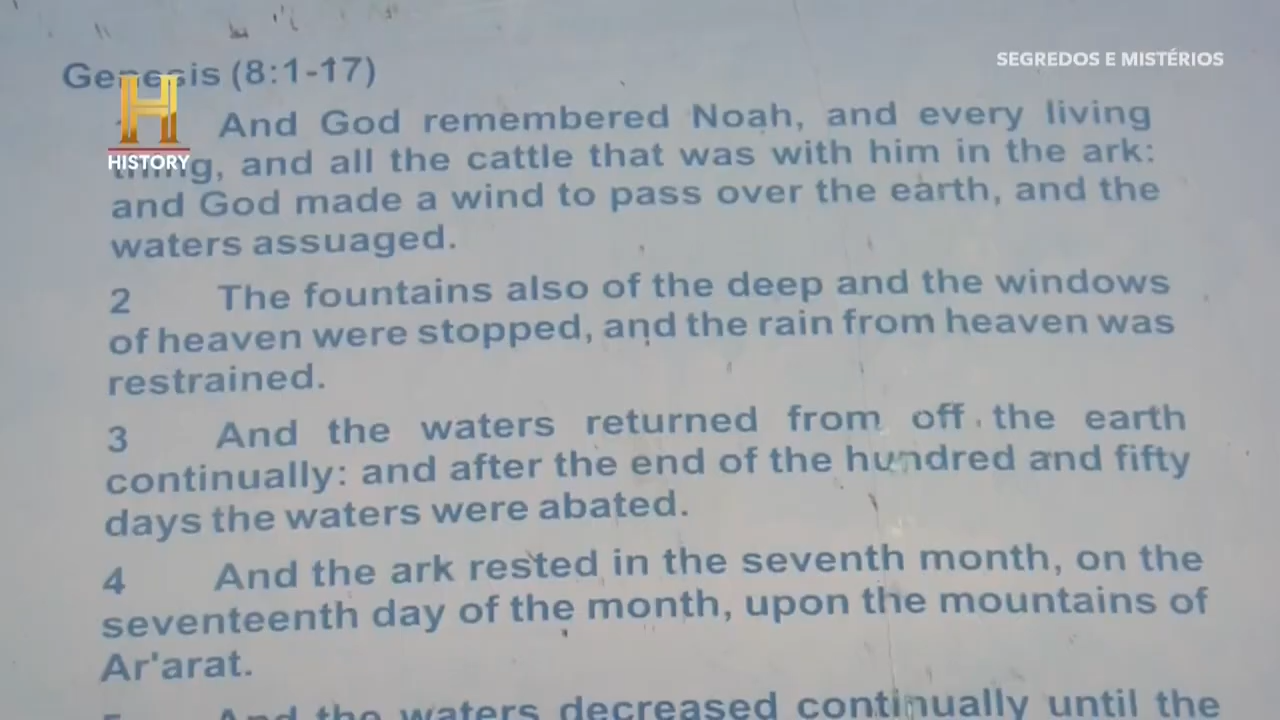 SEGREDOS E MISTÉRIOS
Genesis (8:1-17)
H
HISTORY
And God remembered Noah, and every living
thing, and all the cattle that was with him in the ark:
and God made a wind to pass over the earth, and the
waters assuaged.
2 The fountains also of the deep and the windows
of heaven were stopped, and the rain from heaven was
restrained.
3 And the waters returned from off the earth
continually: and after the end of the hundred and fifty
days the waters were abated.
4 And the ark rested in the seventh month, on the
seventeenth day of the month, upon the mountains of
Ar'arat.
And the waters decreased continually until the